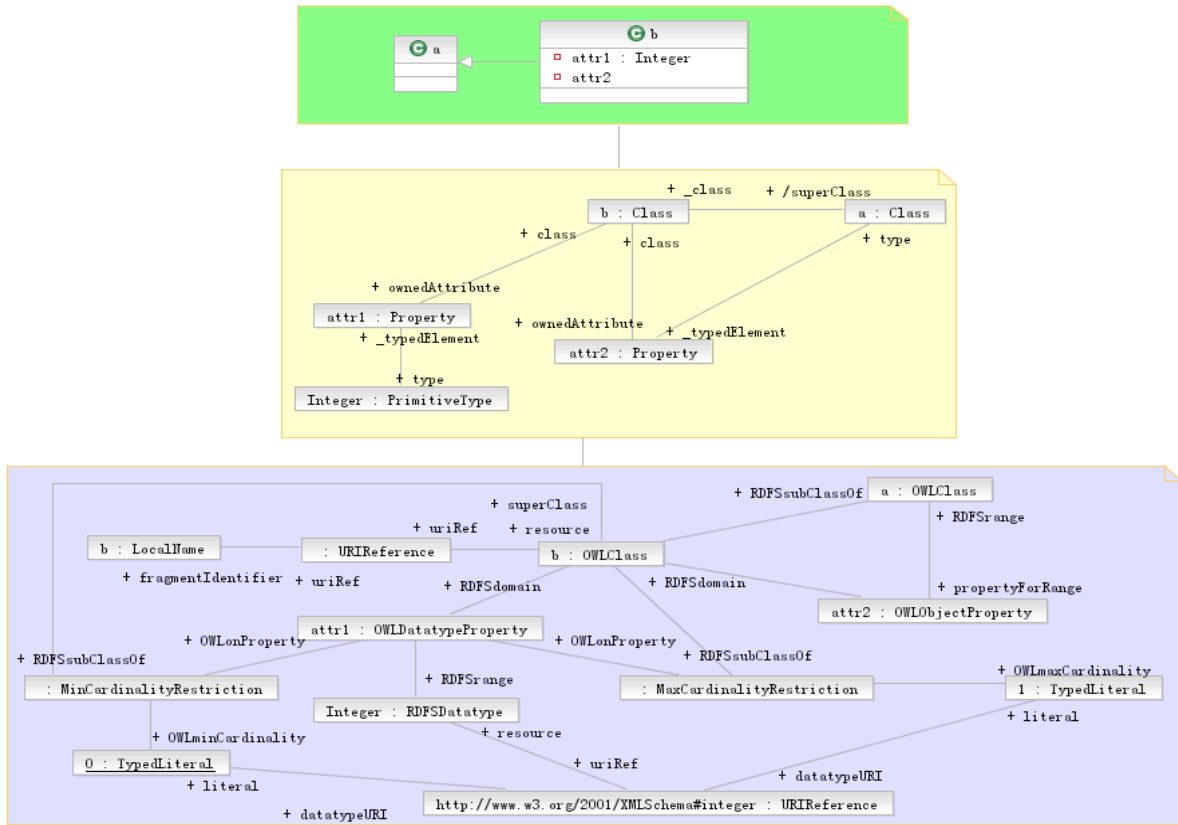 C a
C b
attr1 : Integer
attr2
+ _class
+ /superClass
b : Class
a : Class
+ class
+ class
+ type
+ ownedAttribute
attr1 : Property
+ ownedAttribute
+ _typedElement
+ _typedElement
attr2 : Property
+ type
Integer : PrimitiveType
+ RDFSsubClassOf
a : OWLClass
+ superClass
+ RDFSrange
+ uriRef
+ resource
b : LocalName
: URIReference
b : OWLClass
+ fragmentIdentifier
+ uriRef
+ RDFSdomain
+ RDFSdomain
+ propertyForRange
attr2 : OWLObjectProperty
attr1 : OWLDatatypeProperty
+ OWLonProperty
+ OWLonProperty
+ RDFSsubClassOf
+ RDFSsubClassOf
+ OWLmaxCardinality
: MinCardinalityRestriction
+ RDFSrange
: MaxCardinalityRestriction
1 : TypedLiteral
Integer : RDFSDatatype
+ literal
+ OWLminCardinality
+ resource
0 : TypedLiteral
+ uriRef
+ datatypeURI
+ literal
http://www.w3.org/2001/XMLSchema#integer : URIReference
+ datatypeURI